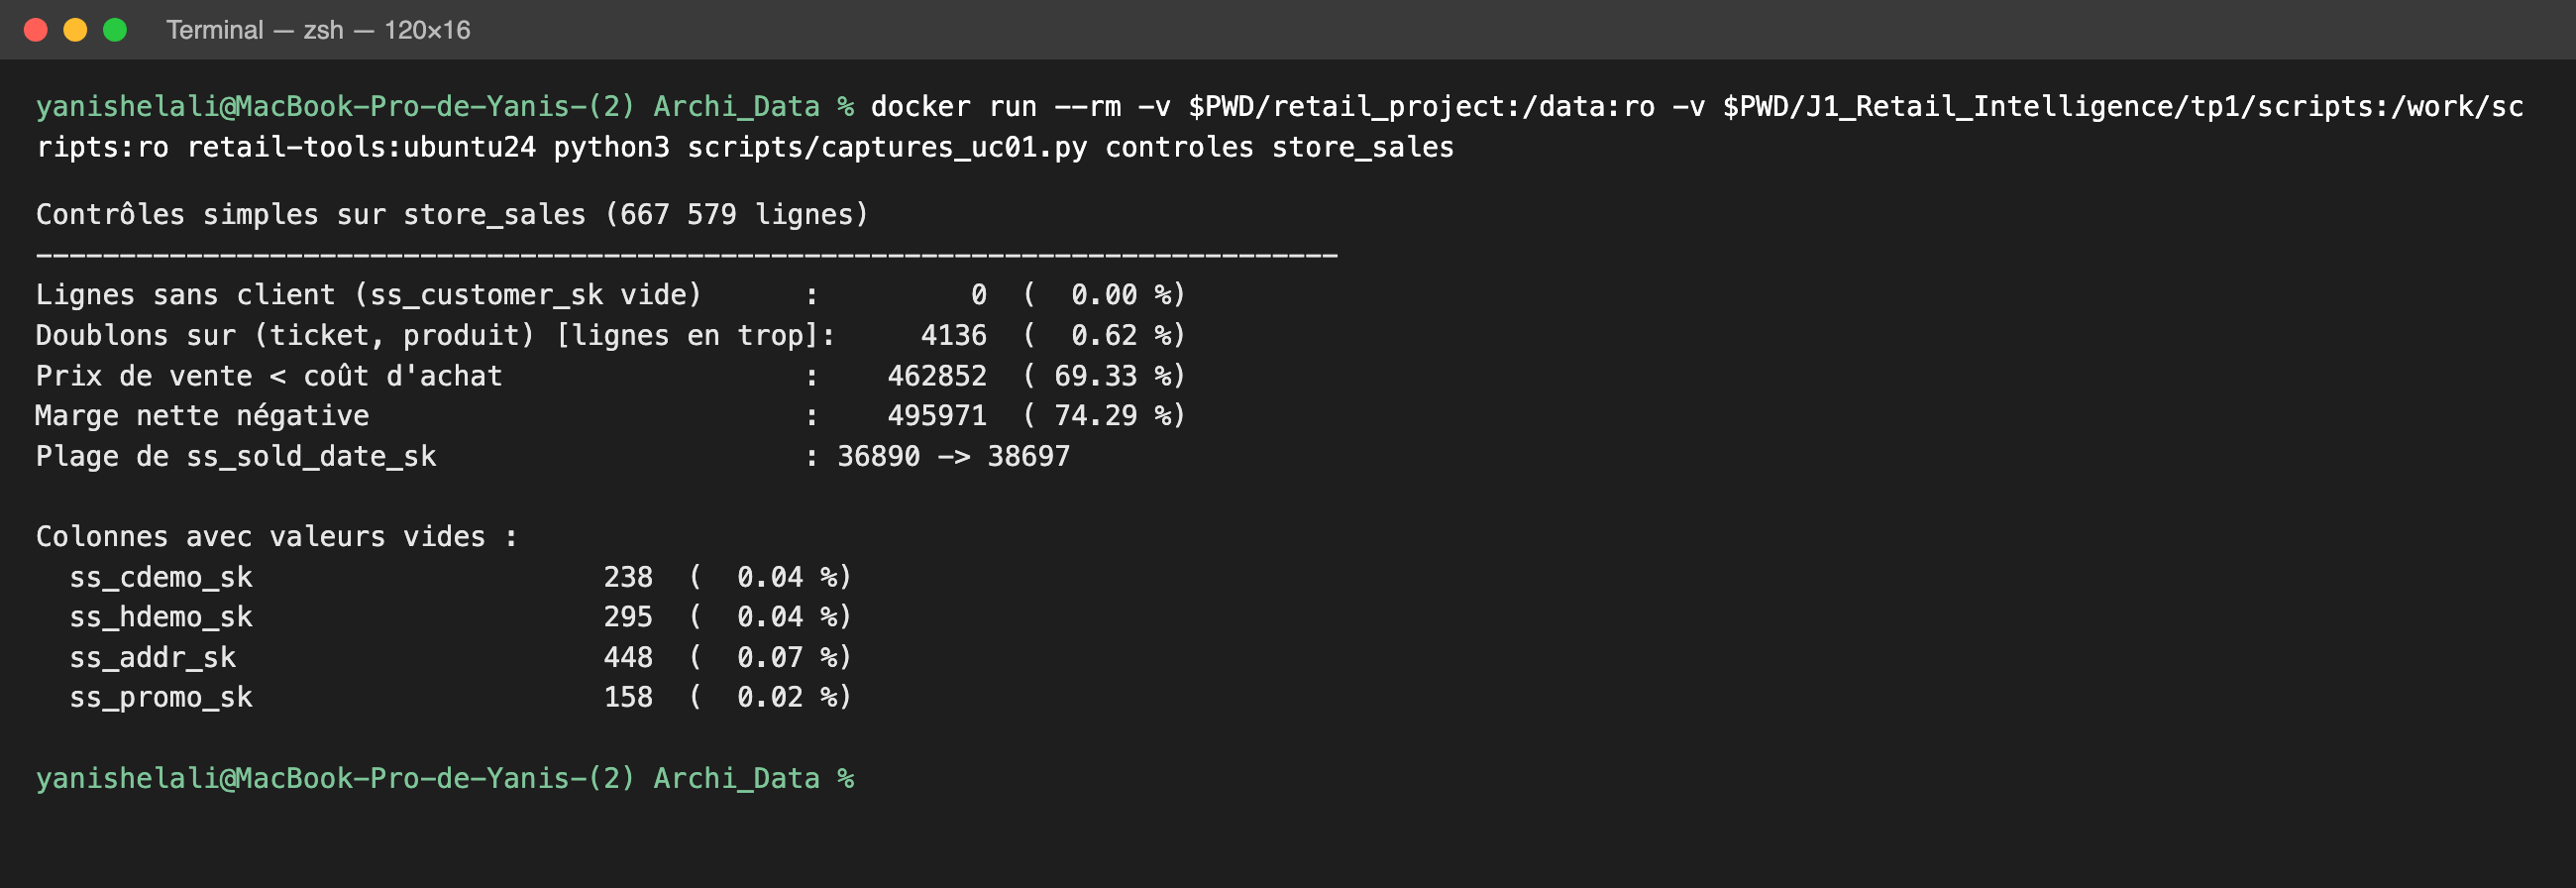 Terminal — zsh — 120×16
yanishelali@MacBook-Pro-de-Yanis-(2) Archi_Data % docker run --rm -v $PWD/retail_project:/data:ro -v $PWD/J1_Retail_Intelligence/tp1/scripts:/work/sc
ripts:ro retail-tools:ubuntu24 python3 scripts/captures_uc01.py controles store_sales
Contrôles simples sur store_sales (667 579 lignes)
------------------------------------------------------------------------------
Lignes sans client (ss_customer_sk vide)      :         0  (  0.00 %)
Doublons sur (ticket, produit) [lignes en trop]:     4136  (  0.62 %)
Prix de vente < coût d'achat                  :    462852  ( 69.33 %)
Marge nette négative                          :    495971  ( 74.29 %)
Plage de ss_sold_date_sk                      : 36890 -> 38697
Colonnes avec valeurs vides :
  ss_cdemo_sk                     238  (  0.04 %)
  ss_hdemo_sk                     295  (  0.04 %)
  ss_addr_sk                      448  (  0.07 %)
  ss_promo_sk                     158  (  0.02 %)
yanishelali@MacBook-Pro-de-Yanis-(2) Archi_Data %